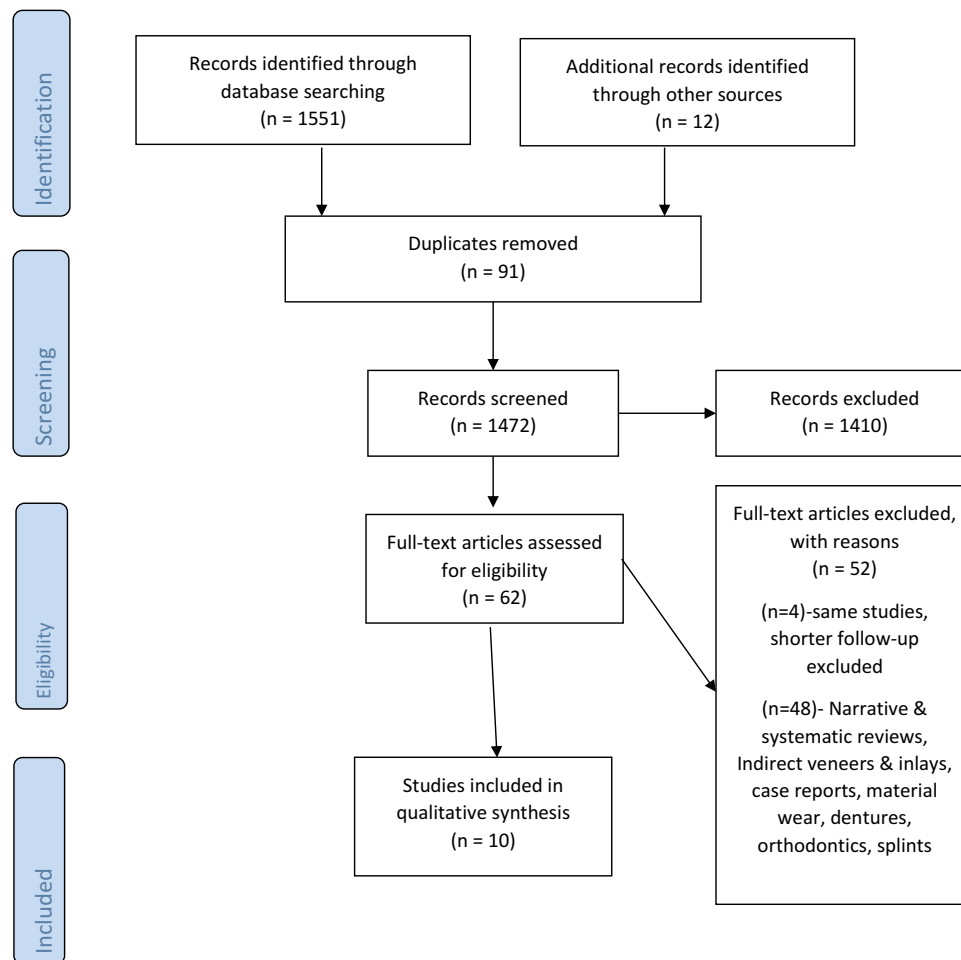 Identification
Records identified through
database searching
(n = 1551)
Additional records identified
through other sources
(n = 12)
Duplicates removed
(n = 91)
Screening
Records screened
(n = 1472)
Records excluded
(n = 1410)
Eligibility
Full-text articles assessed
for eligibility
(n = 62)
Full-text articles excluded,
with reasons
(n = 52)
(n=4)-same studies,
shorter follow-up
excluded
(n=48)- Narrative &
systematic reviews,
Indirect veneers & inlays,
case reports, material
wear, dentures,
orthodontics, splints
Included
Studies included in
qualitative synthesis
(n = 10)